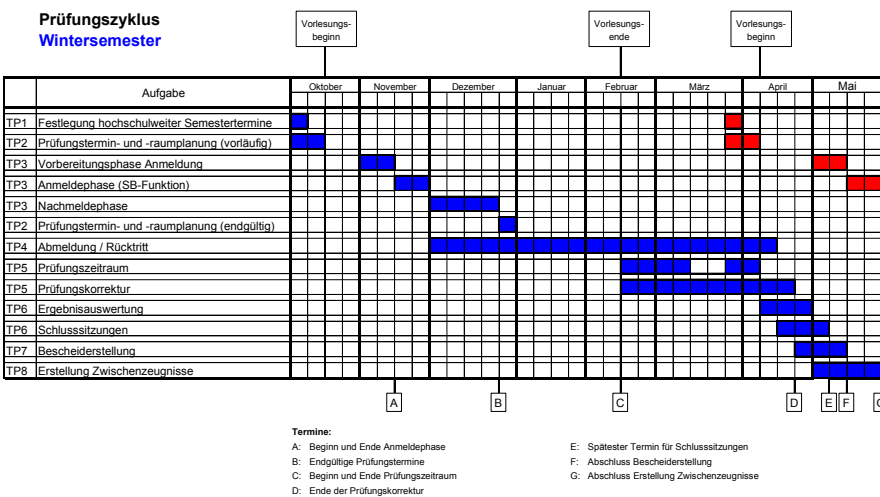 Prüfungszyklus
Wintersemester
Vorlesungs-
beginn
Vorlesungs-
ende
Vorlesungs-
beginn
Aufgabe
Oktober November Dezember Januar Februar März April Mai
TP1 Festlegung hochschulweiter Semestertermine
TP2 Prüfungstermin- und -raumplanung (vorläufig)
TP3 Vorbereitungsphase Anmeldung
TP3 Anmeldephase (SB-Funktion)
TP3 Nachmeldephase
TP2 Prüfungstermin- und -raumplanung (endgültig)
TP4 Abmeldung / Rücktritt
TP5 Prüfungszeitraum
TP5 Prüfungskorrektur
TP6 Ergebnisauswertung
TP6 Schlusssitzungen
TP7 Bescheiderstellung
TP8 Erstellung Zwischenzeugnisse
A B C D E F G
Termine:
A: Beginn und Ende Anmeldephase
B: Endgültige Prüfungstermine
C: Beginn und Ende Prüfungszeitraum
D: Ende der Prüfungskorrektur
E: Spätester Termin für Schlusssitzungen
F: Abschluss Bescheiderstellung
G: Abschluss Erstellung Zwischenzeugnisse